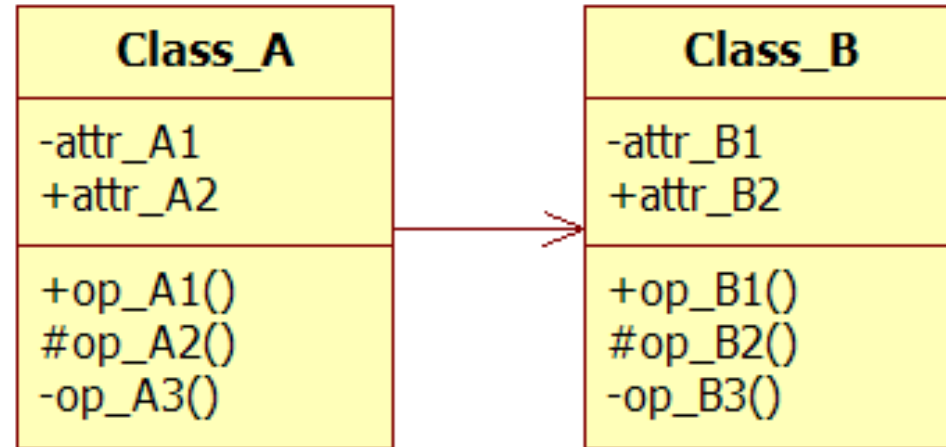 Class_A
-attr_A1
+attr_A2
+op_A1()
#op_A2()
-op_A3()
Class_B
-attr_B1
+attr_B2
+op_B1()
#op_B2()
-op_B3()